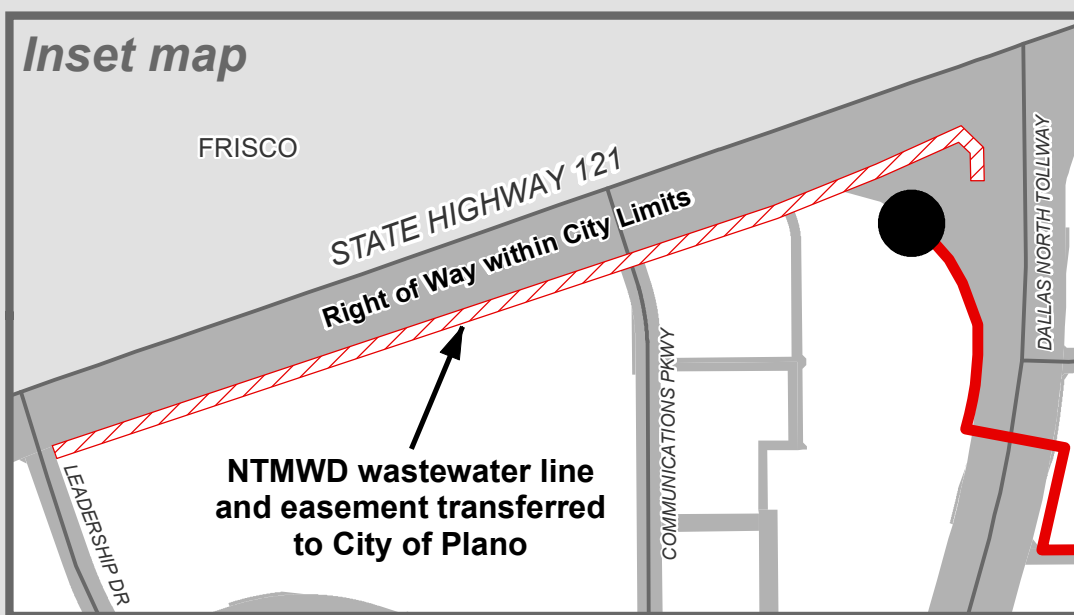 Inset map
FRISCO
STATE HIGHWAY 121
Right of Way within City Limits
DALLAS NORTH TOLLWAY
COMMUNICATIONS PKWY
LEADERSHIP DR
NTMWD wastewater line
and easement transferred
to City of Plano